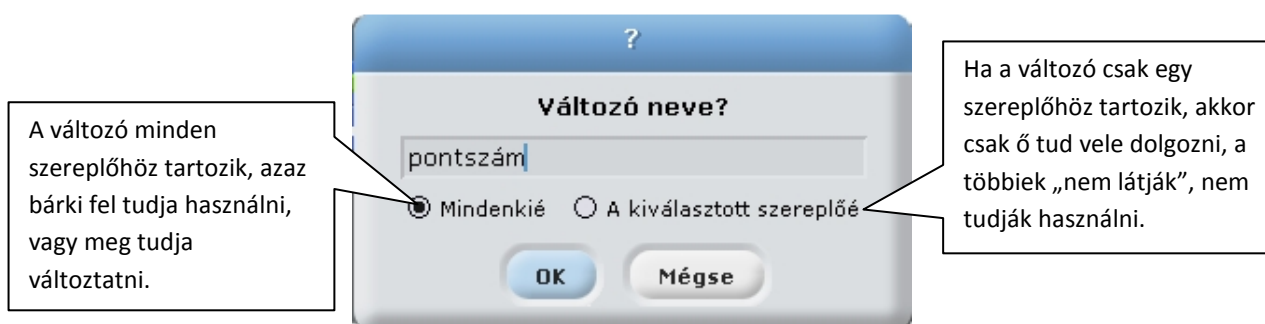 A változó minden
szereplőhöz tartozik, azaz
bárki fel tudja használni,
vagy meg tudja
változtatni.
?
Változó neve?
pontszám
Mindenkié A kiválasztott szereplőé
OK Mégse
Ha a változó csak egy
szereplőhöz tartozik, akkor
csak ő tud vele dolgozni, a
többiek „nem látják”, nem
tudják használni.